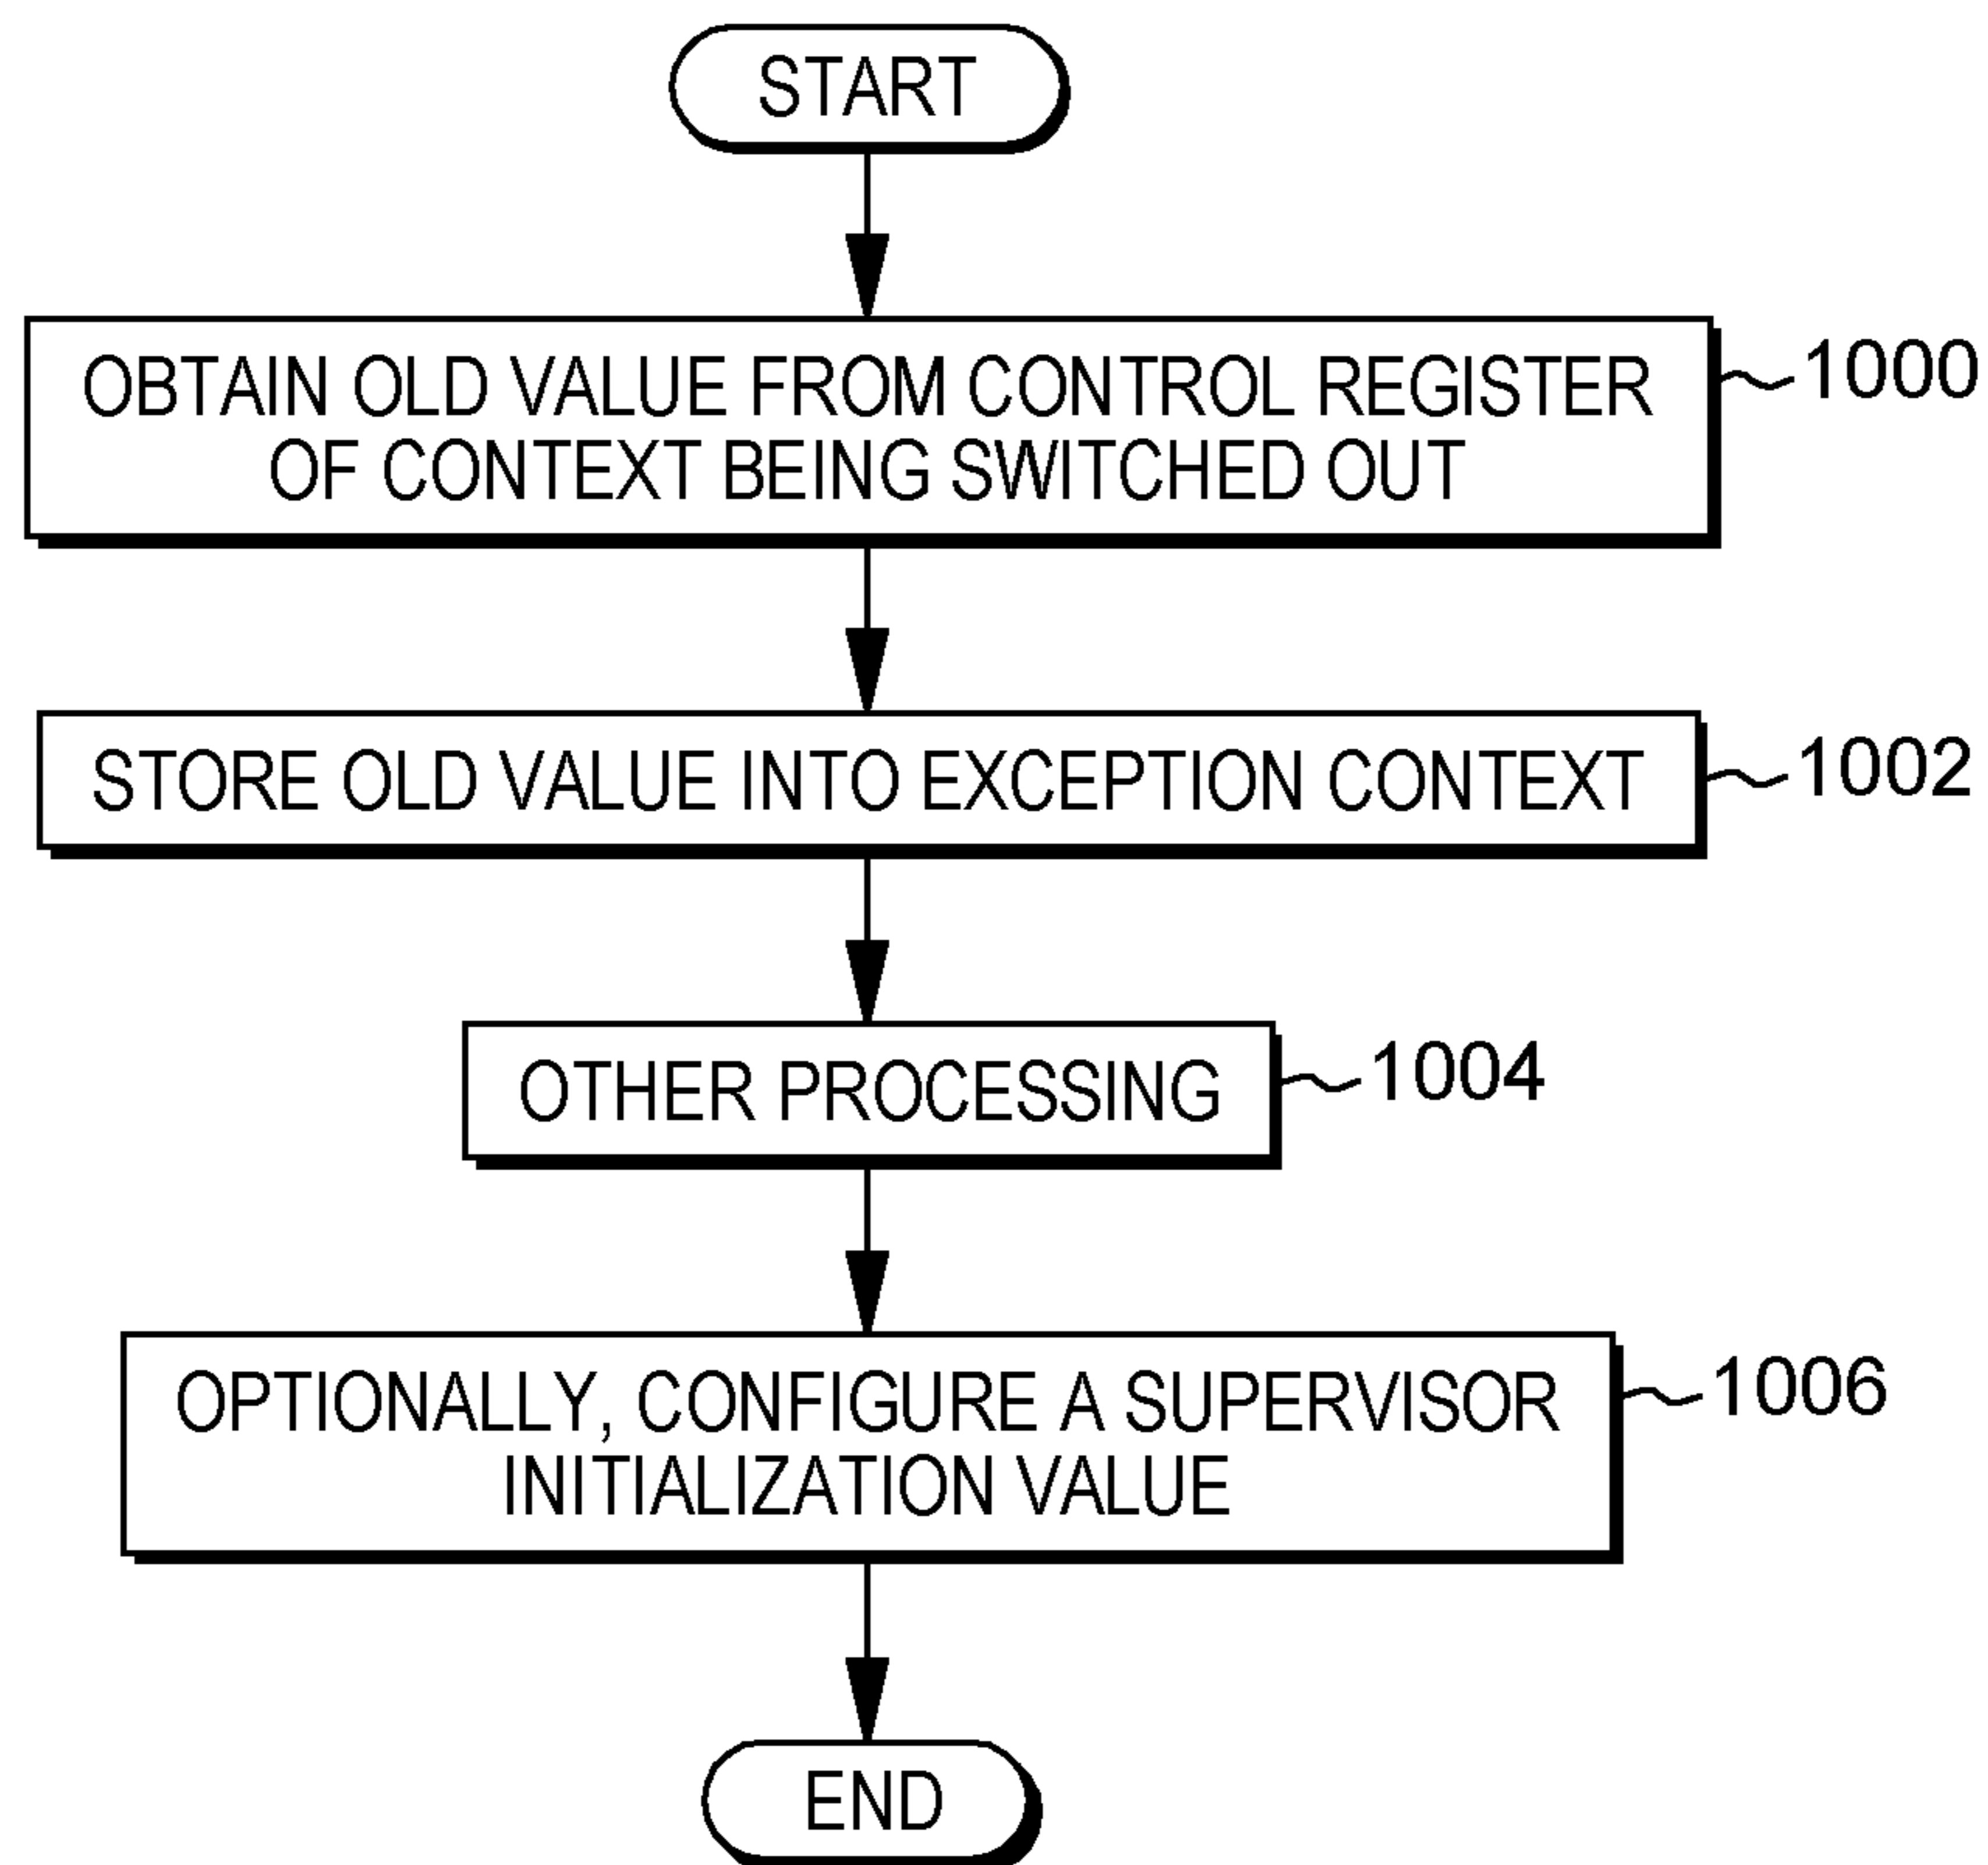 START
OBTAIN OLD VALUE FROM CONTROL REGISTER
OF CONTEXT BEING SWITCHED OUT
1000
STORE OLD VALUE INTO EXCEPTION CONTEXT
1002
OTHER PROCESSING
1004
OPTIONALLY, CONFIGURE A SUPERVISOR
INITIALIZATION VALUE
1006
END